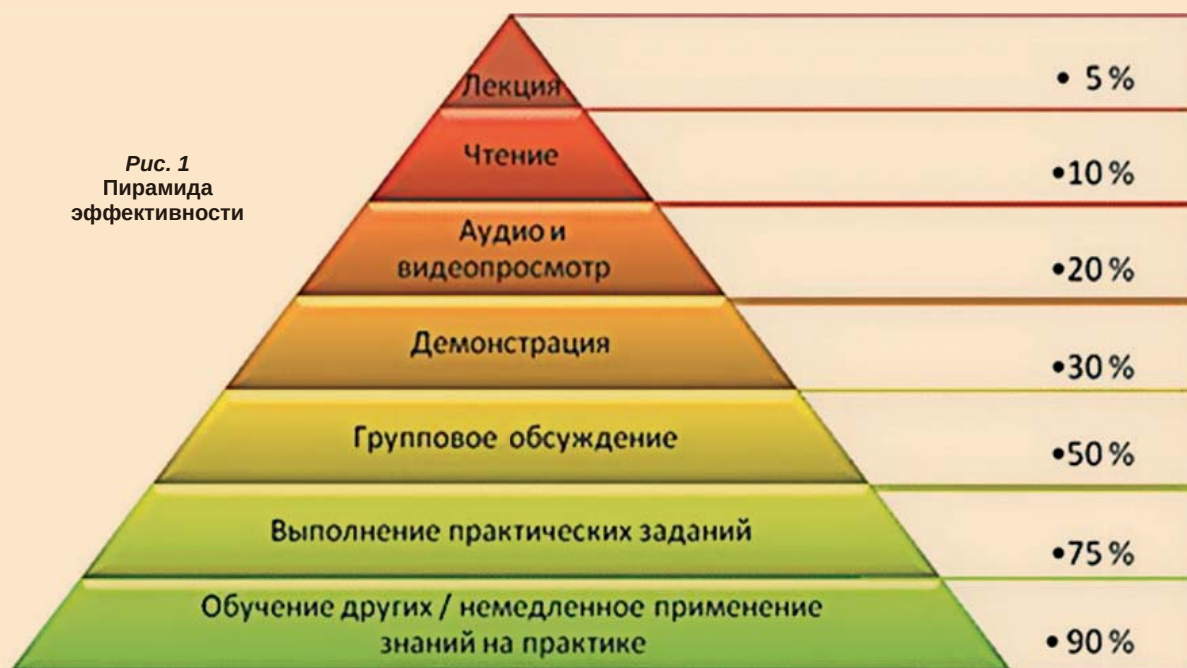 Рис. 1
Пирамида
эффективности
Лекция
• 5 %
Чтение
•10 %
Аудио и
видеопросмотр
•20 %
Демонстрация
•30 %
Групповое обсуждение
•50 %
Выполнение практических заданий
•75 %
Обучение других / немедленное применение
знаний на практике
• 90 %